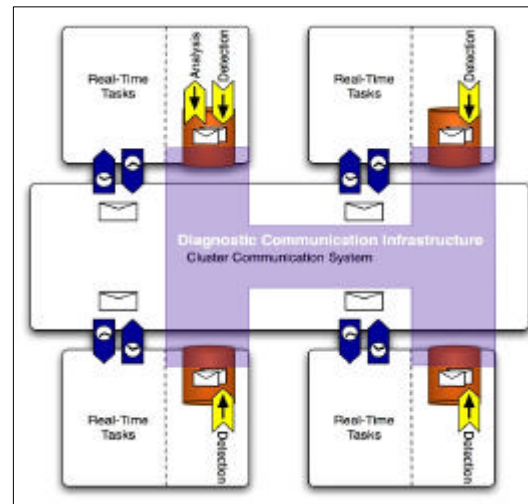 Real-Time
Tasks
Analysis
Detection
Real-Time
Tasks
Detection
Diagnostic Communication Infrastructure
Cluster Communication System
Real-Time
Tasks
Detection
Real-Time
Tasks
Detection